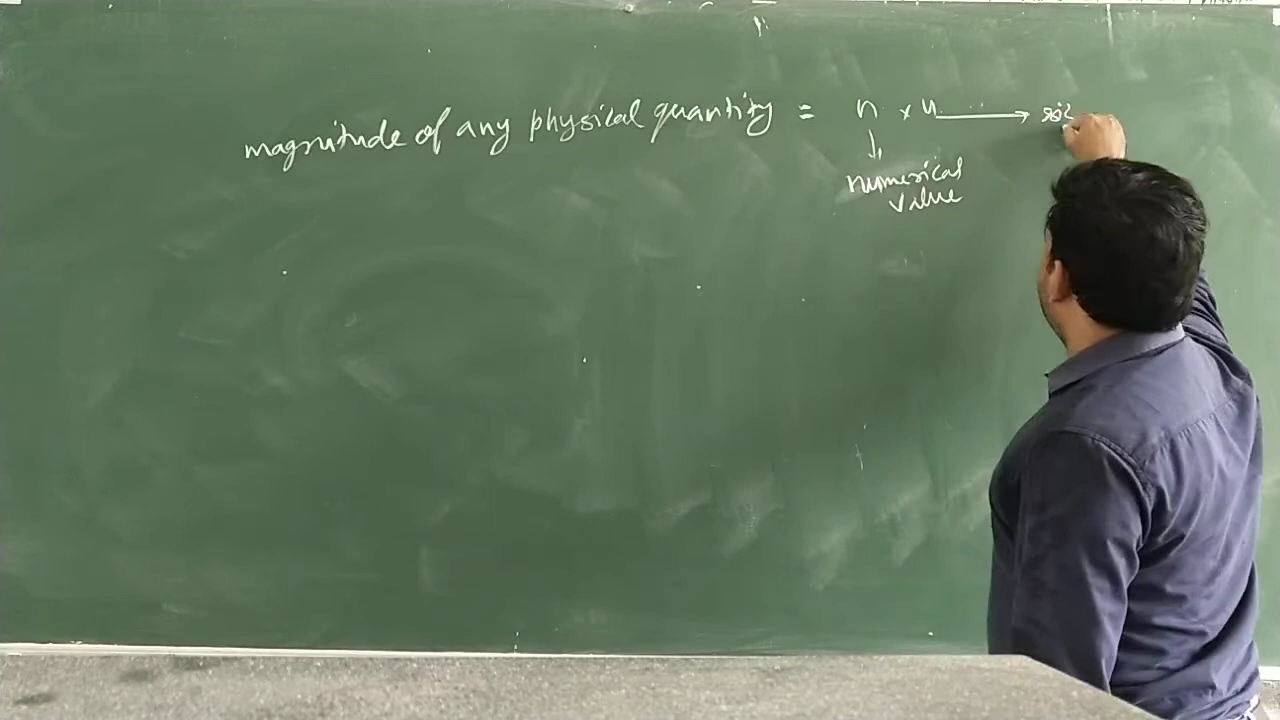 magnitude of any physical quantity = n × u →
↓
numerical
value